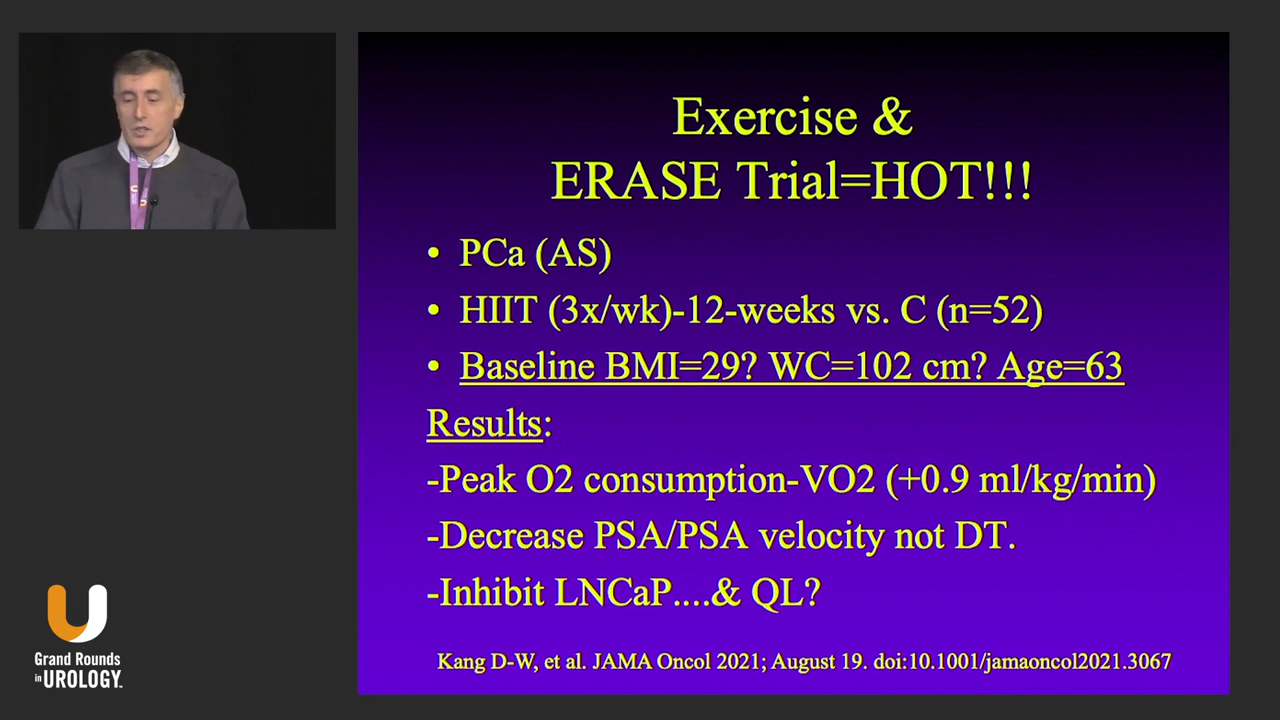 Exercise &
ERASE Trial=HOT!!!
• PCa (AS)
• HIIT (3x/wk)-12-weeks vs. C (n=52)
• Baseline BMI=29? WC=102 cm? Age=63
Results:
-Peak O2 consumption-VO2 (+0.9 ml/kg/min)
-Decrease PSA/PSA velocity not DT.
-Inhibit LNCaP....& QL?
Kang D-W, et al. JAMA Oncol 2021; August 19. doi:10.1001/jamaoncol2021.3067
Grand Rounds
in UROLOGY™